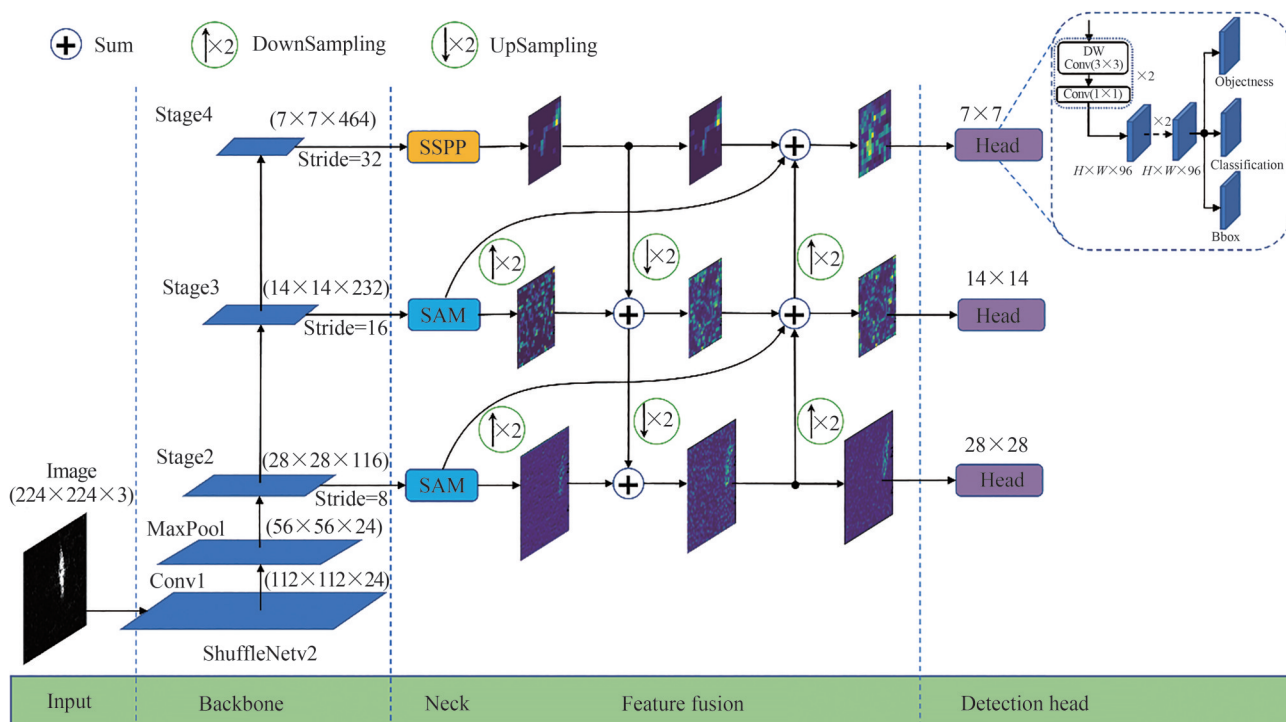 Sum
×2
DownSampling
×2
UpSampling
DW
Conv(3×3)
×2
Conv(1×1)
×2
H×W×96
H×W×96
Objectness
Classification
Bbox
Stage4
(7×7×464)
Stride=32
SSPP
7×7
Head
×2
×2
×2
Stage3
(14×14×232)
Stride=16
SAM
14×14
Head
×2
×2
×2
Stage2
(28×28×116)
Stride=8
SAM
28×28
Head
Image
(224×224×3)
MaxPool
(56×56×24)
Conv1
(112×112×24)
ShuffleNetv2
Input
Backbone
Neck
Feature fusion
Detection head